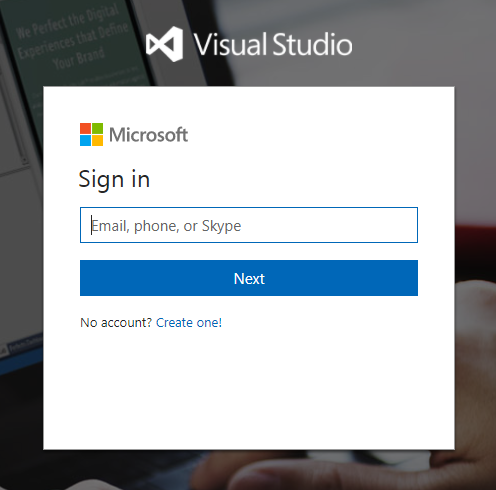 We Perfect the Digital
Experiences that Define
Your Brand
Visual Studio
Microsoft
Sign in
Email, phone, or Skype
Next
No account? Create one!